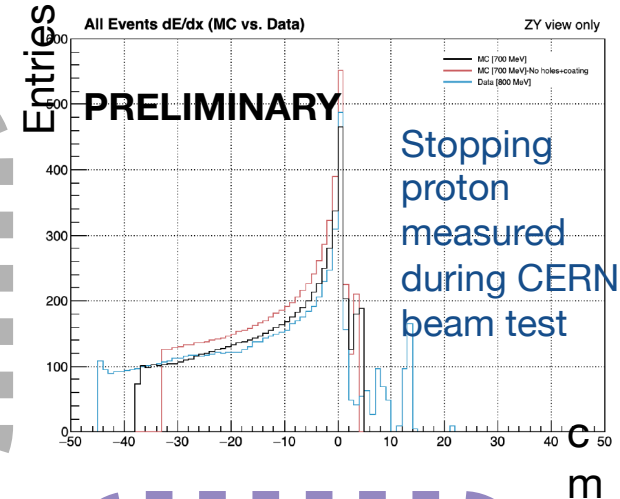 All Events dE/dx (MC vs. Data)
ZY view only
Entries
600
500
400
300
200
100
0
MC [700 MeV]
MC [700 MeV]-No holes+coating
Data [800 MeV]
PRELIMINARY
Stopping
proton
measured
during CERN
beam test
−50 −40 −30 −20 −10 0 10 20 30 40 50
c
m